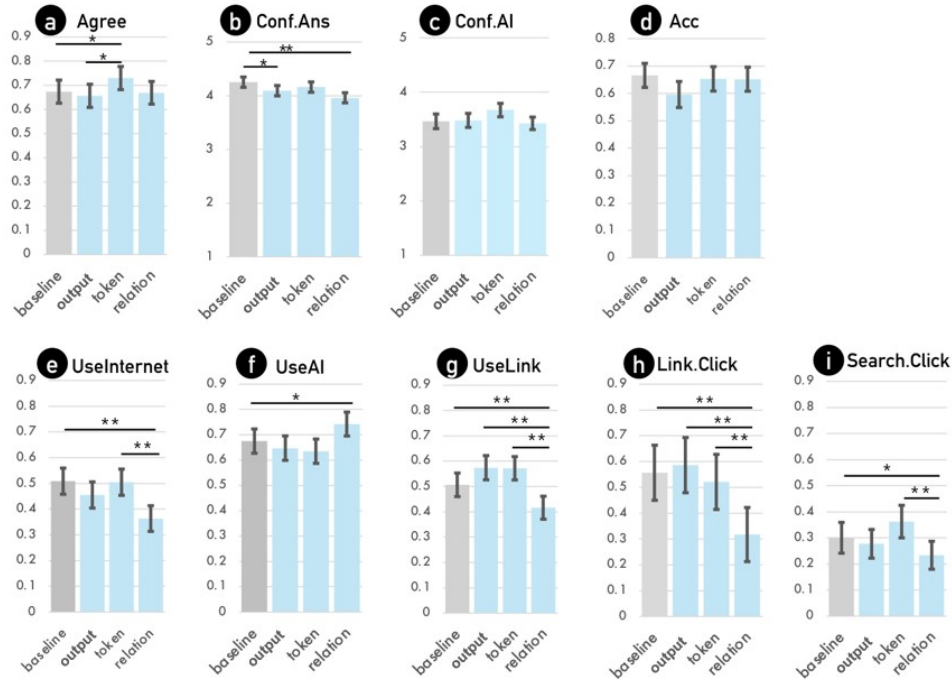 a Agree
0.9
0.8
0.7
0.6
0.5
0.4
0.3
0.2
0.1
0
*
*
baseline
output
token
relation
b Conf.Ans
5
4
3
2
1
**
*
baseline
output
token
relation
c Conf.AI
5
4
3
2
1
baseline
output
token
relation
d Acc
0.8
0.7
0.6
0.5
0.4
0.3
0.2
0.1
0
baseline
output
token
relation
e UseInternet
0.9
0.8
0.7
0.6
0.5
0.4
0.3
0.2
0.1
0
**
**
baseline
output
token
relation
f UseAI
0.9
0.8
0.7
0.6
0.5
0.4
0.3
0.2
0.1
0
*
baseline
output
token
relation
g UseLink
0.9
0.8
0.7
0.6
0.5
0.4
0.3
0.2
0.1
0
**
**
**
baseline
output
token
relation
h Link.Click
0.9
0.8
0.7
0.6
0.5
0.4
0.3
0.2
0.1
0
**
**
**
baseline
output
token
relation
i Search.Click
0.9
0.8
0.7
0.6
0.5
0.4
0.3
0.2
0.1
0
*
**
baseline
output
token
relation